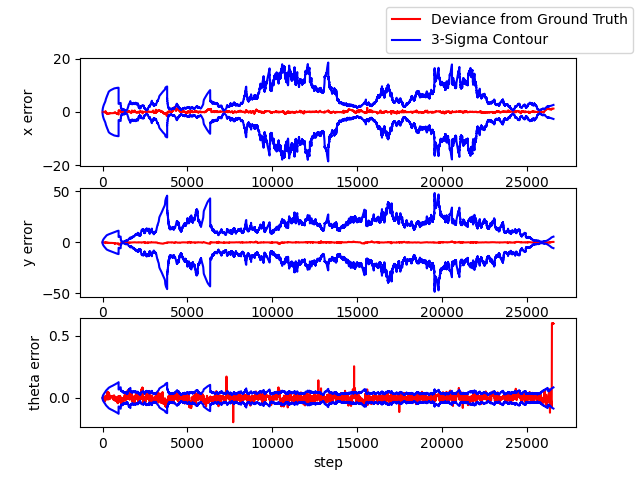 Deviance from Ground Truth
3-Sigma Contour
20
0
−20
x error
0 5000 10000 15000 20000 25000
50
0
−50
y error
0 5000 10000 15000 20000 25000
0.5
0.0
theta error
0 5000 10000 15000 20000 25000
step